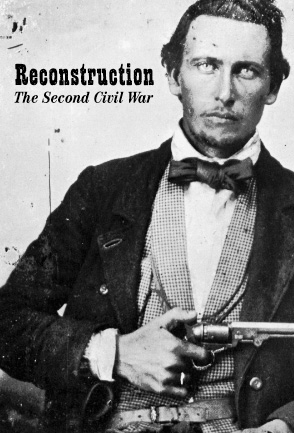 Reconstruction
The Second Civil War